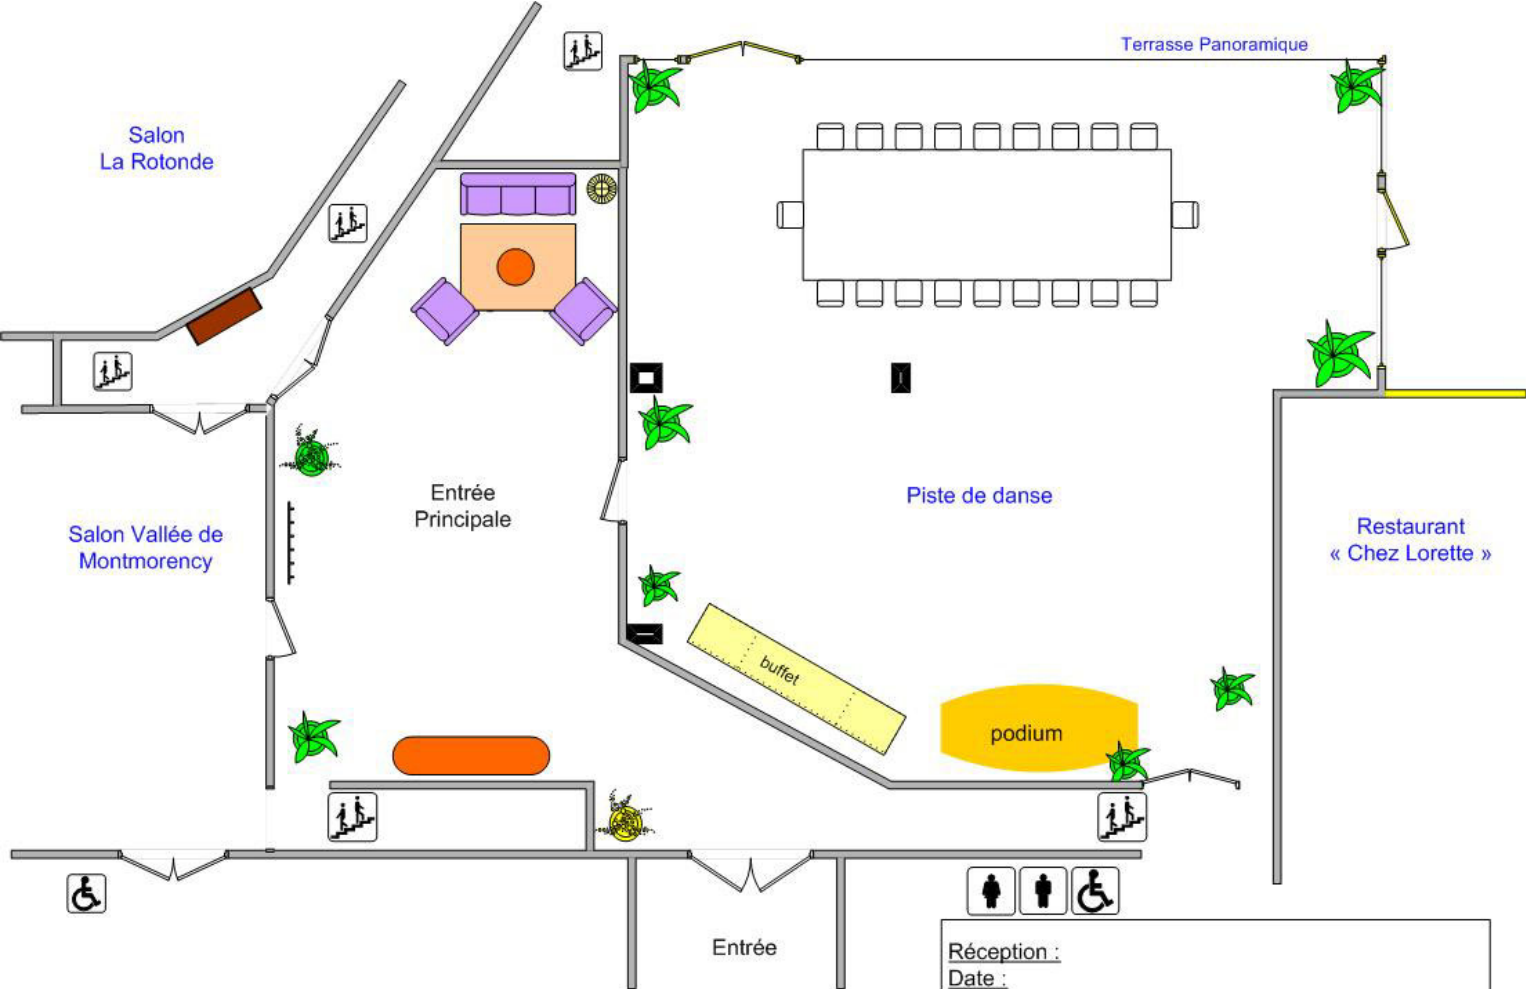 Terrasse Panoramique
Salon
La Rotonde
Entrée
Principale
Piste de danse
Salon Vallée de
Montmorency
Restaurant
« Chez Lorette »
buffet
podium
Entrée
Réception :
Date :